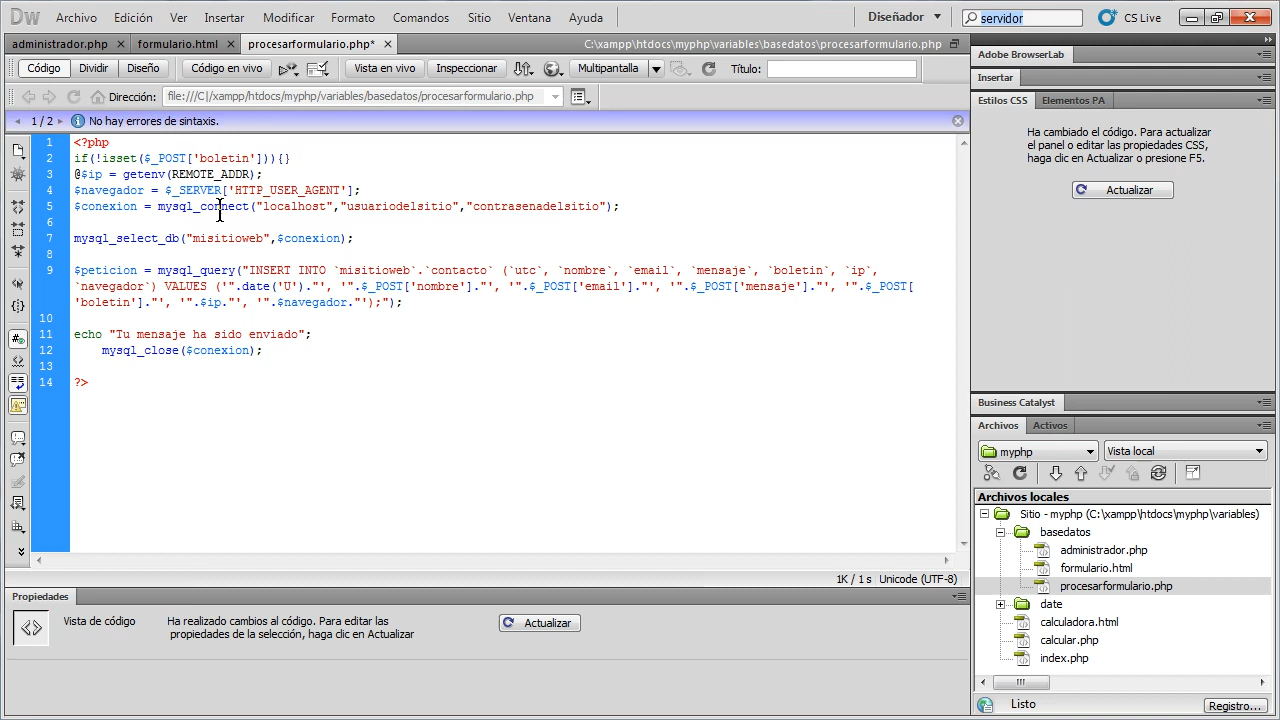 Dw Archivo Edición Ver Insertar Modificar Formato Comandos Sitio Ventana Ayuda Diseñador servidor CS Live
administrador.php formulario.html procesarformulario.php* C:\xampp\htdocs\myphp\variables\basedatos\procesarformulario.php
Código Dividir Diseño Código en vivo Vista en vivo Inspeccionar Multipantalla Título:
Dirección: file:///C|/xampp/htdocs/myphp/variables/basedatos/procesarformulario.php
1 / 2 No hay errores de sintaxis.
1 <?php
2 if(!isset($_POST['boletin'])){}
3 @$ip = getenv(REMOTE_ADDR);
4 $navegador = $_SERVER['HTTP_USER_AGENT'];
5 $conexion = mysql_connect("localhost","usuariodelsitio","contrasenadelsitio");
6
7 mysql_select_db("misitioweb",$conexion);
8
9 $peticion = mysql_query("INSERT INTO `misitioweb`.`contacto` (`utc`, `nombre`, `email`, `mensaje`, `boletin`, `ip`,
`navegador`) VALUES ('".date('U')."', '".$_POST['nombre']."', '".$_POST['email']."', '".$_POST['mensaje']."', '".$_POST[
'boletin']."', '".$ip."', '".$navegador."');");
10
11 echo "Tu mensaje ha sido enviado";
12 mysql_close($conexion);
13
14 ?>
1K / 1 s Unicode (UTF-8)
Propiedades
Vista de código
Ha realizado cambios al código. Para editar las
propiedades de la selección, haga clic en Actualizar
Actualizar
Adobe BrowserLab
Insertar
Estilos CSS Elementos PA
Ha cambiado el código. Para actualizar
el panel o editar las propiedades CSS,
haga clic en Actualizar o presione F5.
Actualizar
Business Catalyst
Archivos Activos
myphp Vista local
Archivos locales
Sitio - myphp (C:\xampp\htdocs\myphp\variables)
basedatos
administrador.php
formulario.html
procesarformulario.php
date
calculadora.html
calcular.php
index.php
Listo Registro...